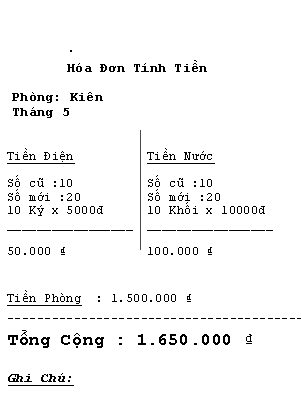 Hóa Đơn Tính Tiền
Phòng: Kiên
Tháng 5
Tiền Điện
Số cũ :10
Số mới :20
10 Ký x 5000đ
50.000 ₫
Tiền Nước
Số cũ :10
Số mới :20
10 Khối x 10000đ
100.000 ₫
Tiền Phòng : 1.500.000 ₫
Tổng Cộng : 1.650.000 ₫
Ghi Chú: